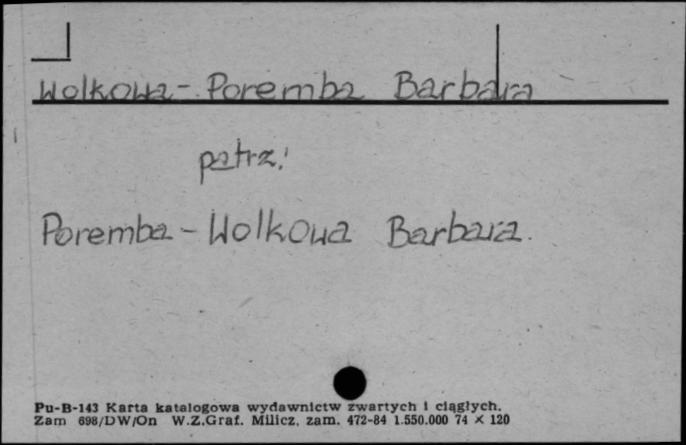 Wolkowa - Poremba Barbara
patrz!
Poremba - Wolkowa Barbara.
Pu-B-143 Karta katalogowa wydawnictw zwartych i ciągłych.
Zam 698/DW/On W.Z.Graf. Milicz, zam. 472-84 1.550.000 74 × 120